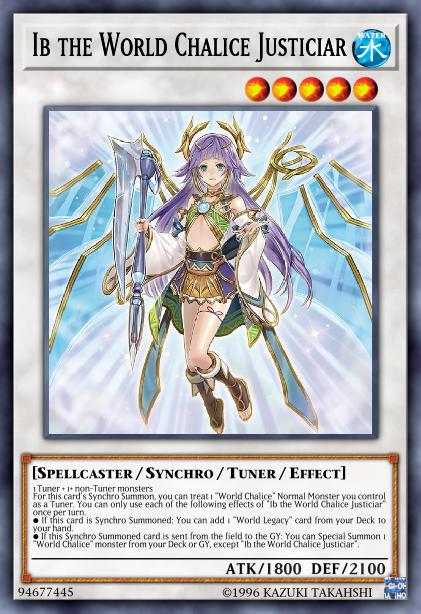 IB THE WORLD CHALICE JUSTICIAR
WATER
水
[SPELLCASTER / SYNCHRO / TUNER / EFFECT]
1 Tuner + 1+ non-Tuner monsters
For this card's Synchro Summon, you can treat 1 "World Chalice" Normal Monster you control
as a Tuner. You can only use each of the following effects of "Ib the World Chalice Justiciar"
once per turn.
● If this card is Synchro Summoned: You can add 1 "World Legacy" card from your Deck to
your hand.
● If this Synchro Summoned card is sent from the field to the GY: You can Special Summon 1
"World Chalice" monster from your Deck or GY, except "Ib the World Chalice Justiciar".
ATK/1800 DEF/2100
94677445
©1996 KAZUKI TAKAHSHI